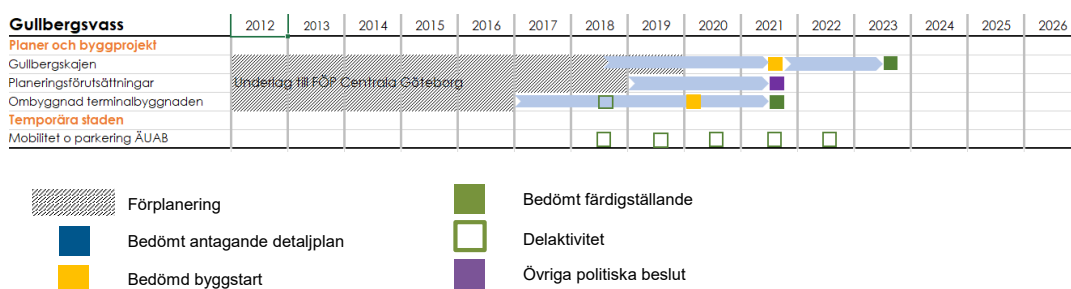 Gullbergsvass 2012 2013 2014 2015 2016 2017 2018 2019 2020 2021 2022 2023 2024 2025 2026
Planer och byggprojekt
Gullbergskajen
Planeringsförutsättningar Underlag till FÖP Centrala Göteborg
Ombyggnad terminalbyggnaden
Temporära staden
Mobilitet o parkering ÄUAB
Förplanering
Bedömt antagande detaljplan
Bedömd byggstart
Bedömt färdigställande
Delaktivitet
Övriga politiska beslut